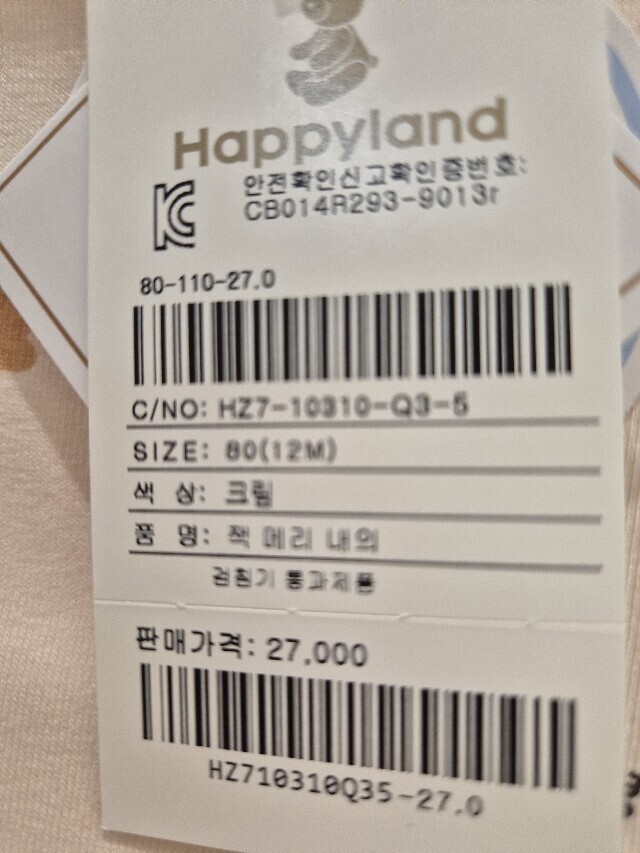 Happyland
안전확인신고확인증번호:
CB014R293-9013r
80-110-27.0
C/NO: HZ7-10310-Q3-5
SIZE: 80(12M)
색 상: 크림
품 명: 잭 메리 내의
검침기 통과제품
판매가격: 27,000
HZ710310Q35-27.0